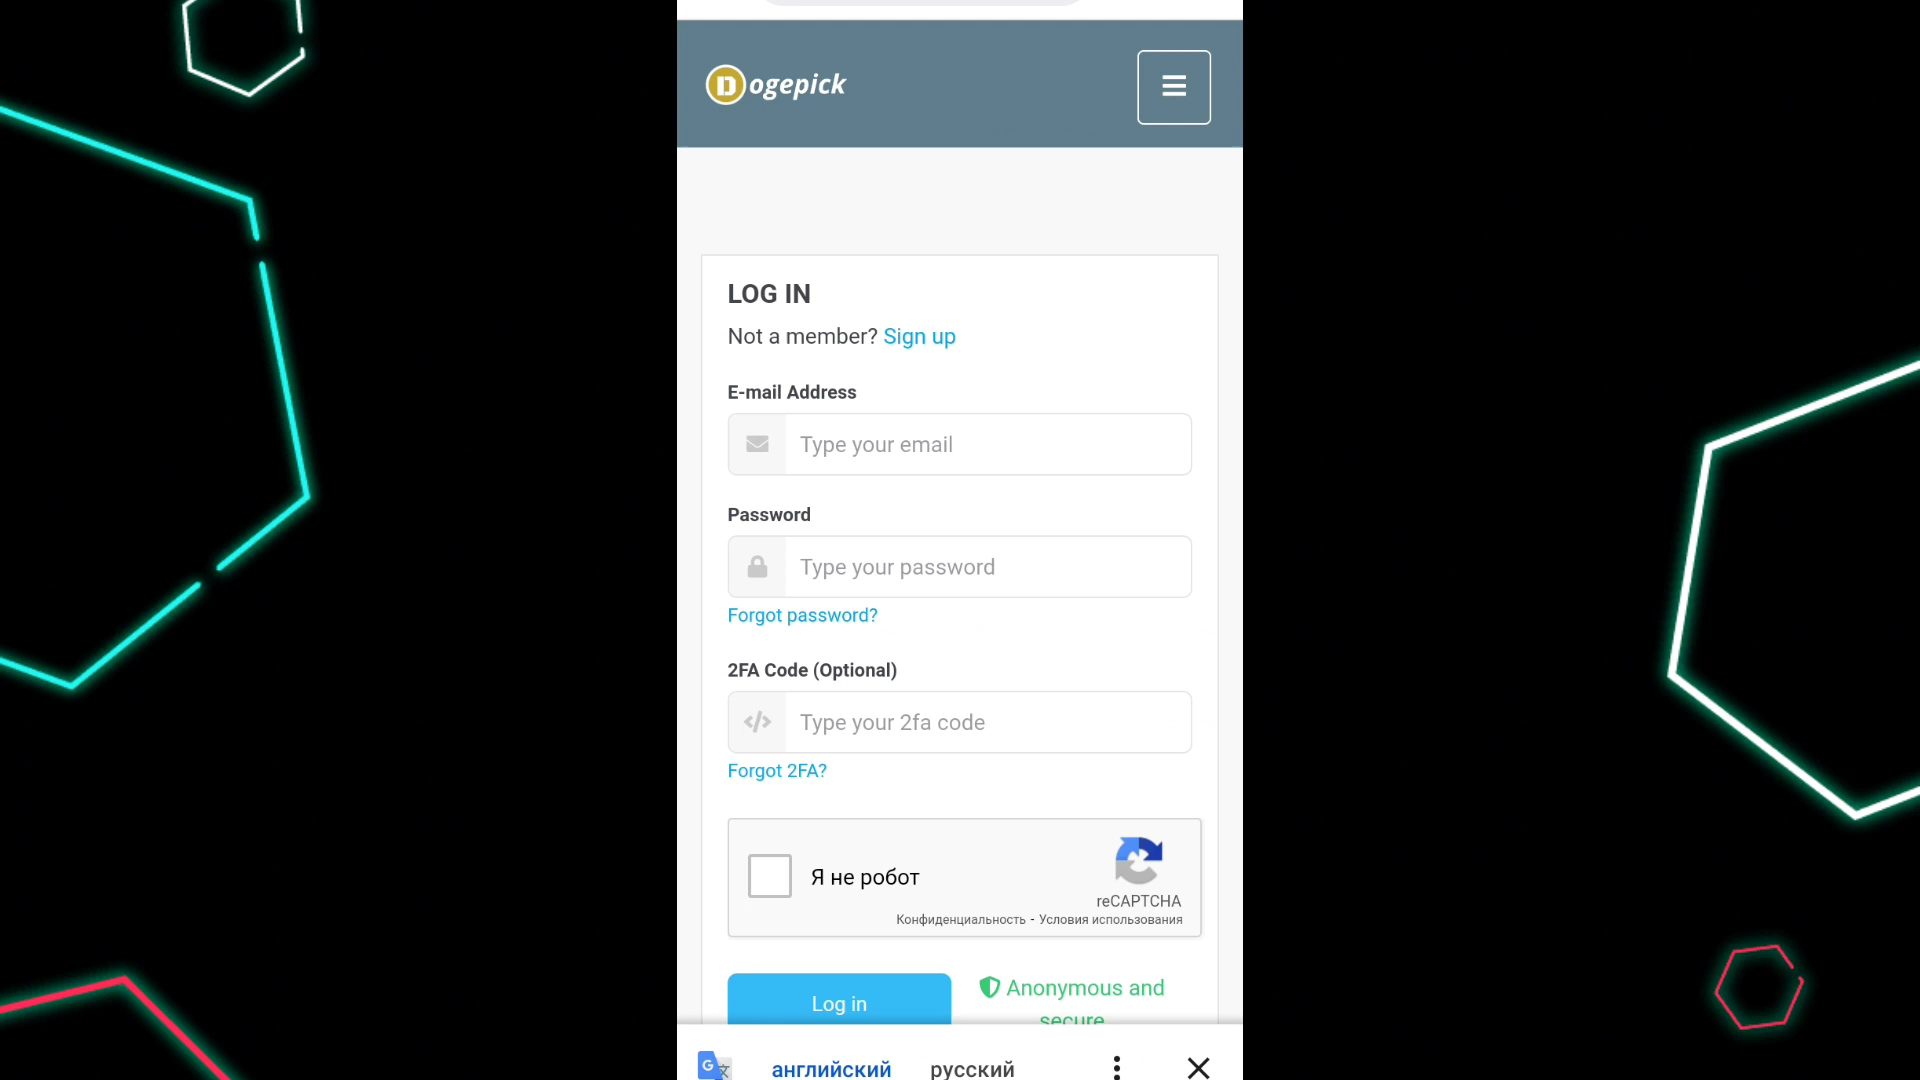 Dogepick
LOG IN
Not a member? Sign up
E-mail Address
Type your email
Password
Type your password
Forgot password?
2FA Code (Optional)
Type your 2fa code
Forgot 2FA?
Я не робот
reCAPTCHA
Конфиденциальность - Условия использования
Log in
Anonymous and
secure
английский русский